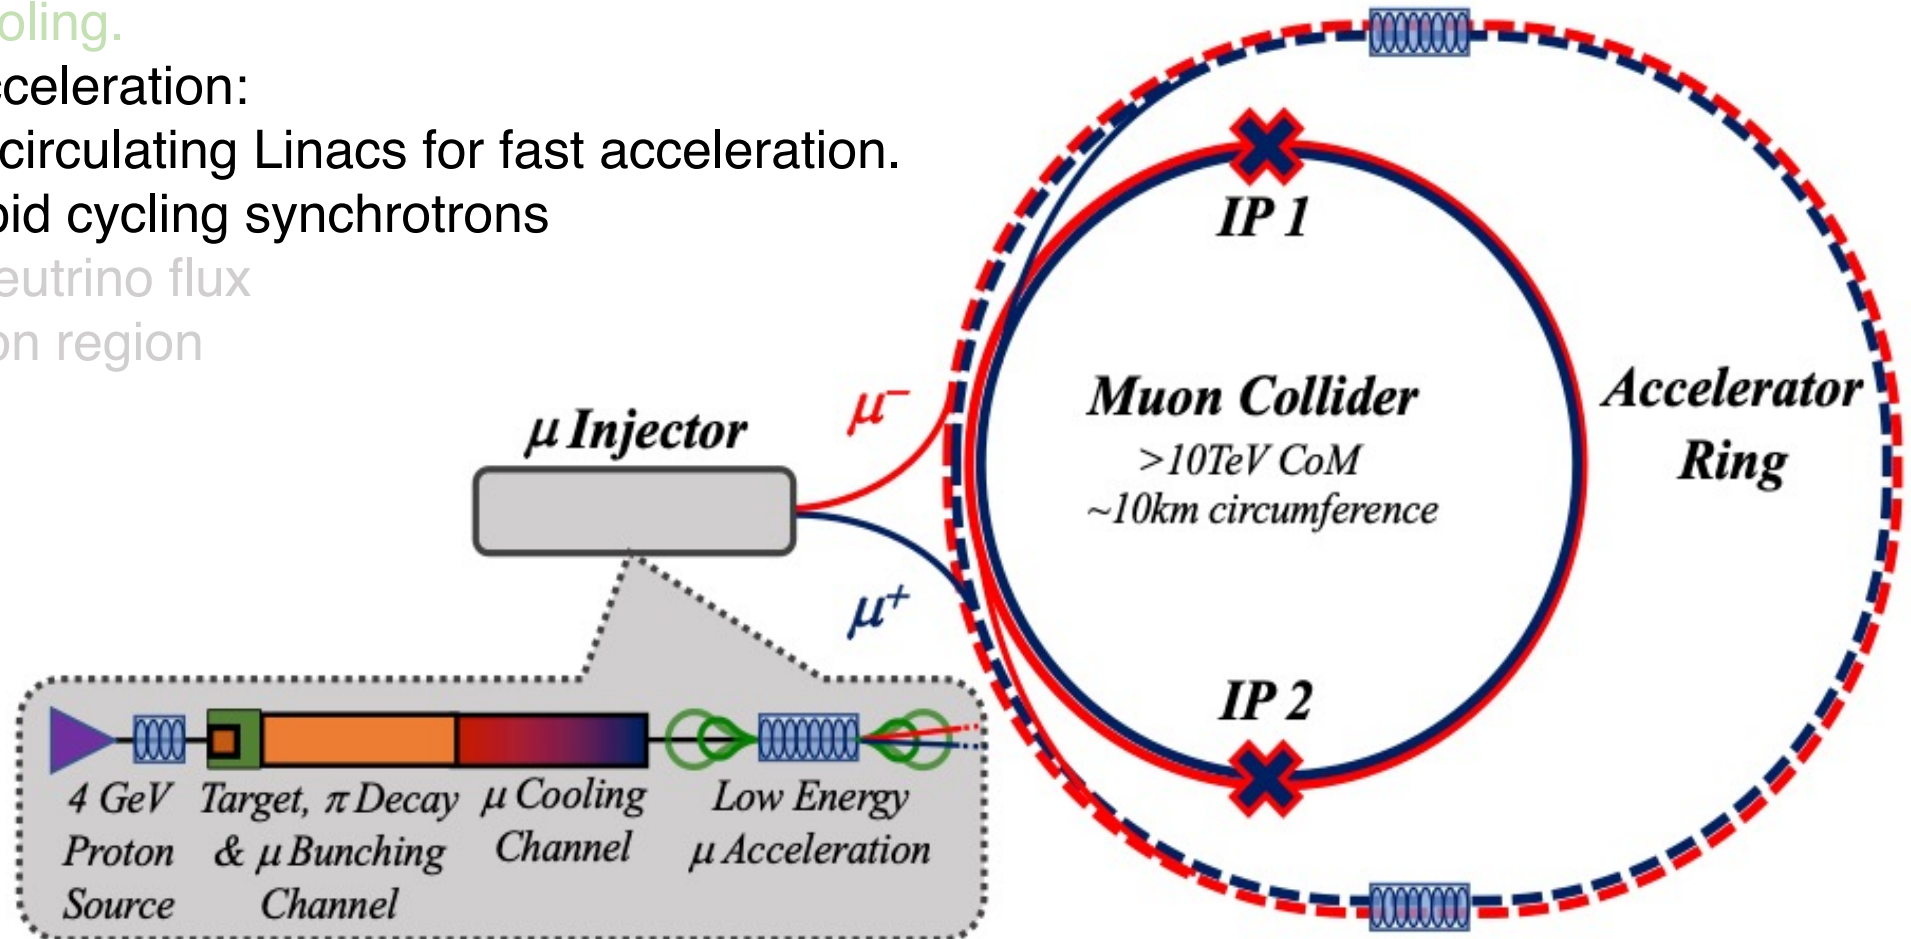 oling.
cceleration:
circulating Linacs for fast acceleration.
pid cycling synchrotrons
eutrino flux
on region
IP 1
μ Injector
μ⁻
μ⁺
Muon Collider
>10TeV CoM
~10km circumference
Accelerator
Ring
IP 2
4 GeV
Proton
Source
Target, π Decay
& μ Bunching
Channel
μ Cooling
Channel
Low Energy
μ Acceleration